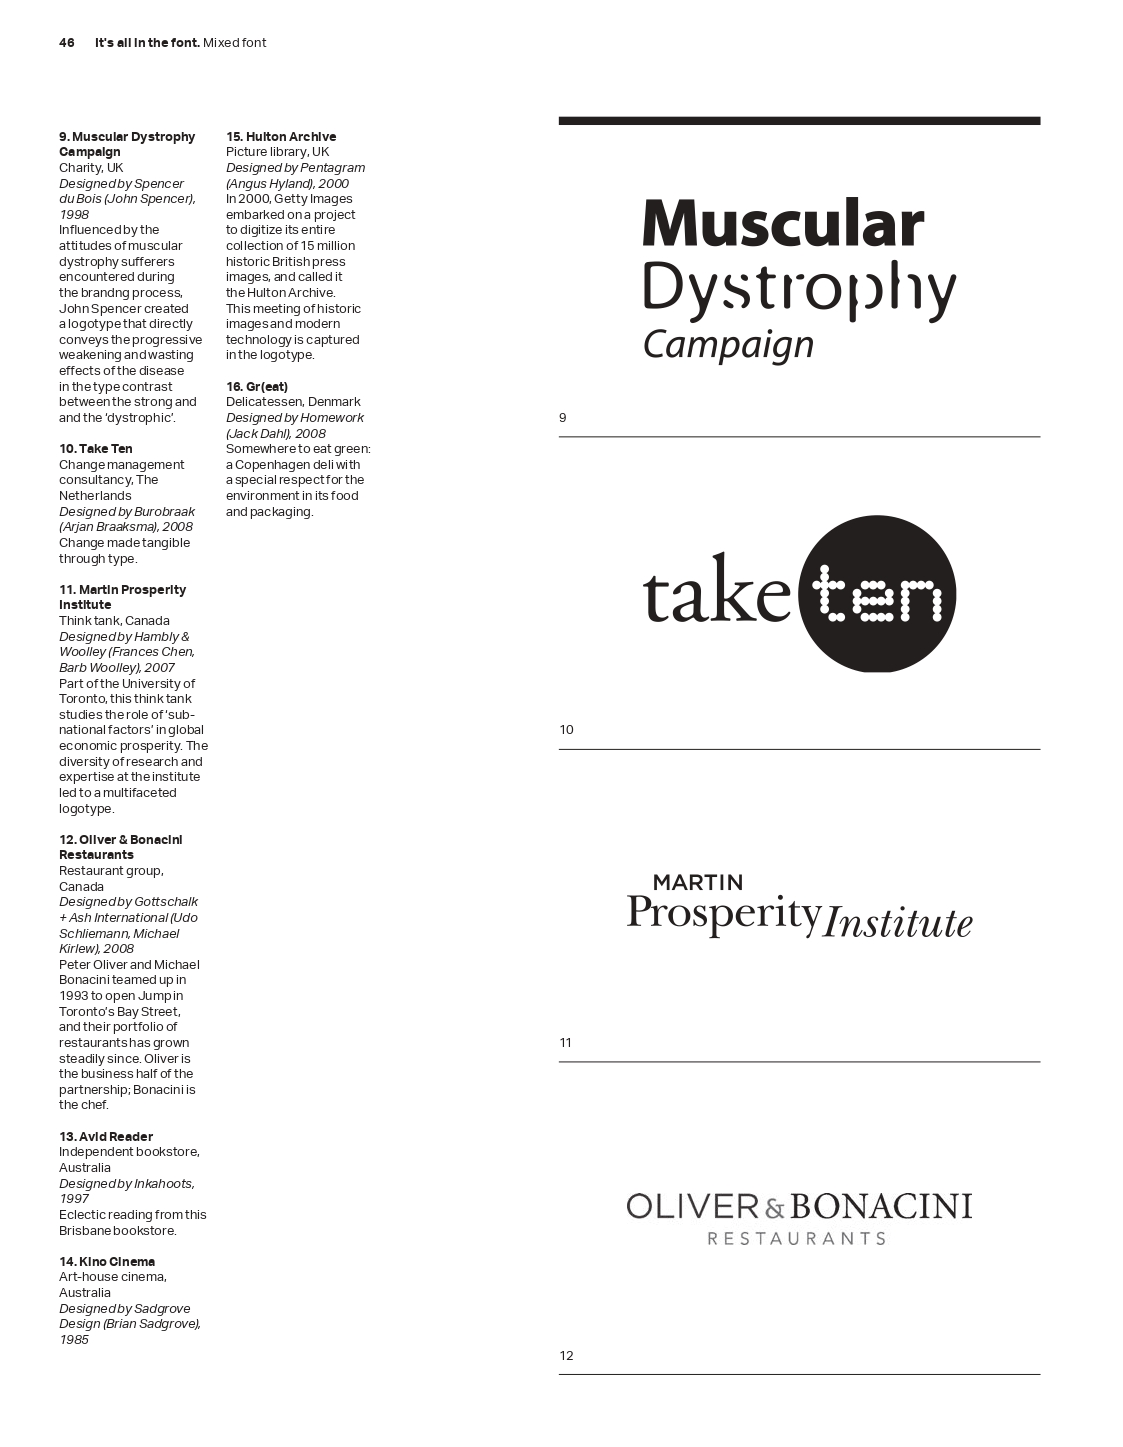 46 It's all in the font. Mixed font
9. Muscular Dystrophy
Campaign
Charity, UK
Designed by Spencer
du Bois (John Spencer),
1998
Influenced by the
attitudes of muscular
dystrophy sufferers
encountered during
the brandng process,
John Spencer created
a logotype that directly
conveys the progressive
weakening and wasting
effects of the disease
in the type contrast
between the strong and
and the ‘dystrophic’.
10. Take Ten
Change management
consultancy, The
Netherlands
Designed by Burobraak
(Arjan Braaksma), 2008
Change made tangible
through type.
11. Martin Prosperity
Institute
Think tank, Canada
Designed by Hambly &
Woolley (Frances Chen,
Barb Woolley), 2007
Part of the University of
Toronto, this think tank
studies the role of ‘sub-
national factors’ in global
economic prosperity. The
diversity of research and
expertise at the institute
led to a multifaceted
logotype.
12. Oliver & Bonacini
Restaurants
Restaurant group,
Canada
Designed by Gottschalk
+ Ash International (Udo
Schliemann, Michael
Kirlew), 2008
Peter Oliver and Michael
Bonacini teamed up in
1993 to open Jump in
Toronto's Bay Street,
and their portfolio of
restaurants has grown
steadily since. Oliver is
the business half of the
partnership; Bonacini is
the chef.
13. Avid Reader
Independent bookstore,
Australia
Designed by Inkahoots,
1997
Eclectic reading from this
Brisbane bookstore.
14. Kino Cinema
Art-house cinema,
Australia
Designed by Sadgrove
Design (Brian Sadgrove),
1985
15. Hulton Archive
Picture library, UK
Designed by Pentagram
(Angus Hyland), 2000
In 2000, Getty Images
embarked on a project
to digitize its entire
collection of 15 million
historic British press
images, and called it
the Hulton Archive.
This meeting of historic
images and modern
technology is captured
in the logotype.
16. Gr(eat)
Delicatessen, Denmark
Designed by Homework
(Jack Dahl), 2008
Somewhere to eat green:
a Copenhagen deli with
a special respect for the
environment in its food
and packaging.
Muscular
Dystrophy
Campaign
9
take ten
10
MARTIN
Prosperity Institute
11
OLIVER & BONACINI
RESTAURANTS
12